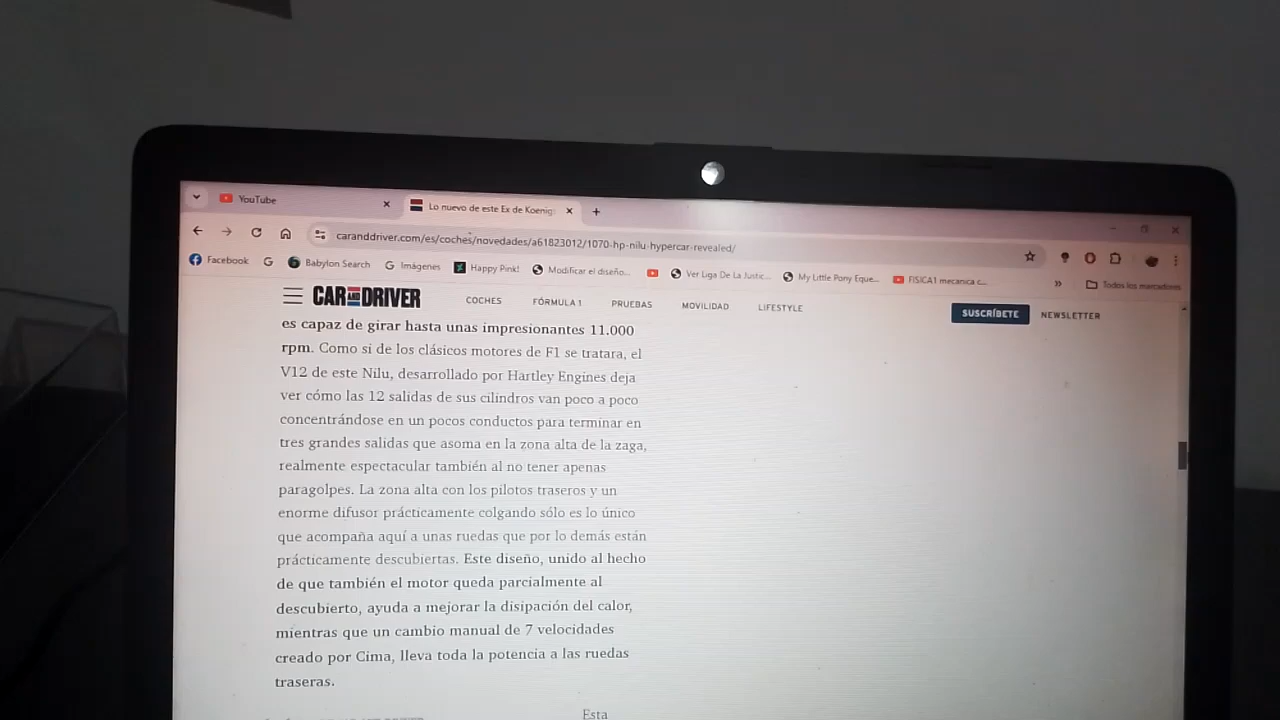 YouTube
Lo nuevo de este Ex de Koenig
caranddriver.com/es/coches/novedades/a61823012/1070-hp-nilu-hypercar-revealed/
Facebook G Babylon Search Imágenes Happy Pink! Modificar el diseño... Ver Liga De La Justic... My Little Pony Eque... FISICA1 mecanica c... » Todos los marcadores
CAR AND DRIVER COCHES FÓRMULA 1 PRUEBAS MOVILIDAD LIFESTYLE SUSCRÍBETE NEWSLETTER
es capaz de girar hasta unas impresionantes 11.000
rpm. Como si de los clásicos motores de F1 se tratara, el
V12 de este Nilu, desarrollado por Hartley Engines deja
ver cómo las 12 salidas de sus cilindros van poco a poco
concentrándose en un pocos conductos para terminar en
tres grandes salidas que asoma en la zona alta de la zaga,
realmente espectacular también al no tener apenas
paragolpes. La zona alta con los pilotos traseros y un
enorme difusor prácticamente colgando sólo es lo único
que acompaña aquí a unas ruedas que por lo demás están
prácticamente descubiertas. Este diseño, unido al hecho
de que también el motor queda parcialmente al
descubierto, ayuda a mejorar la disipación del calor,
mientras que un cambio manual de 7 velocidades
creado por Cima, lleva toda la potencia a las ruedas
traseras.
Esta